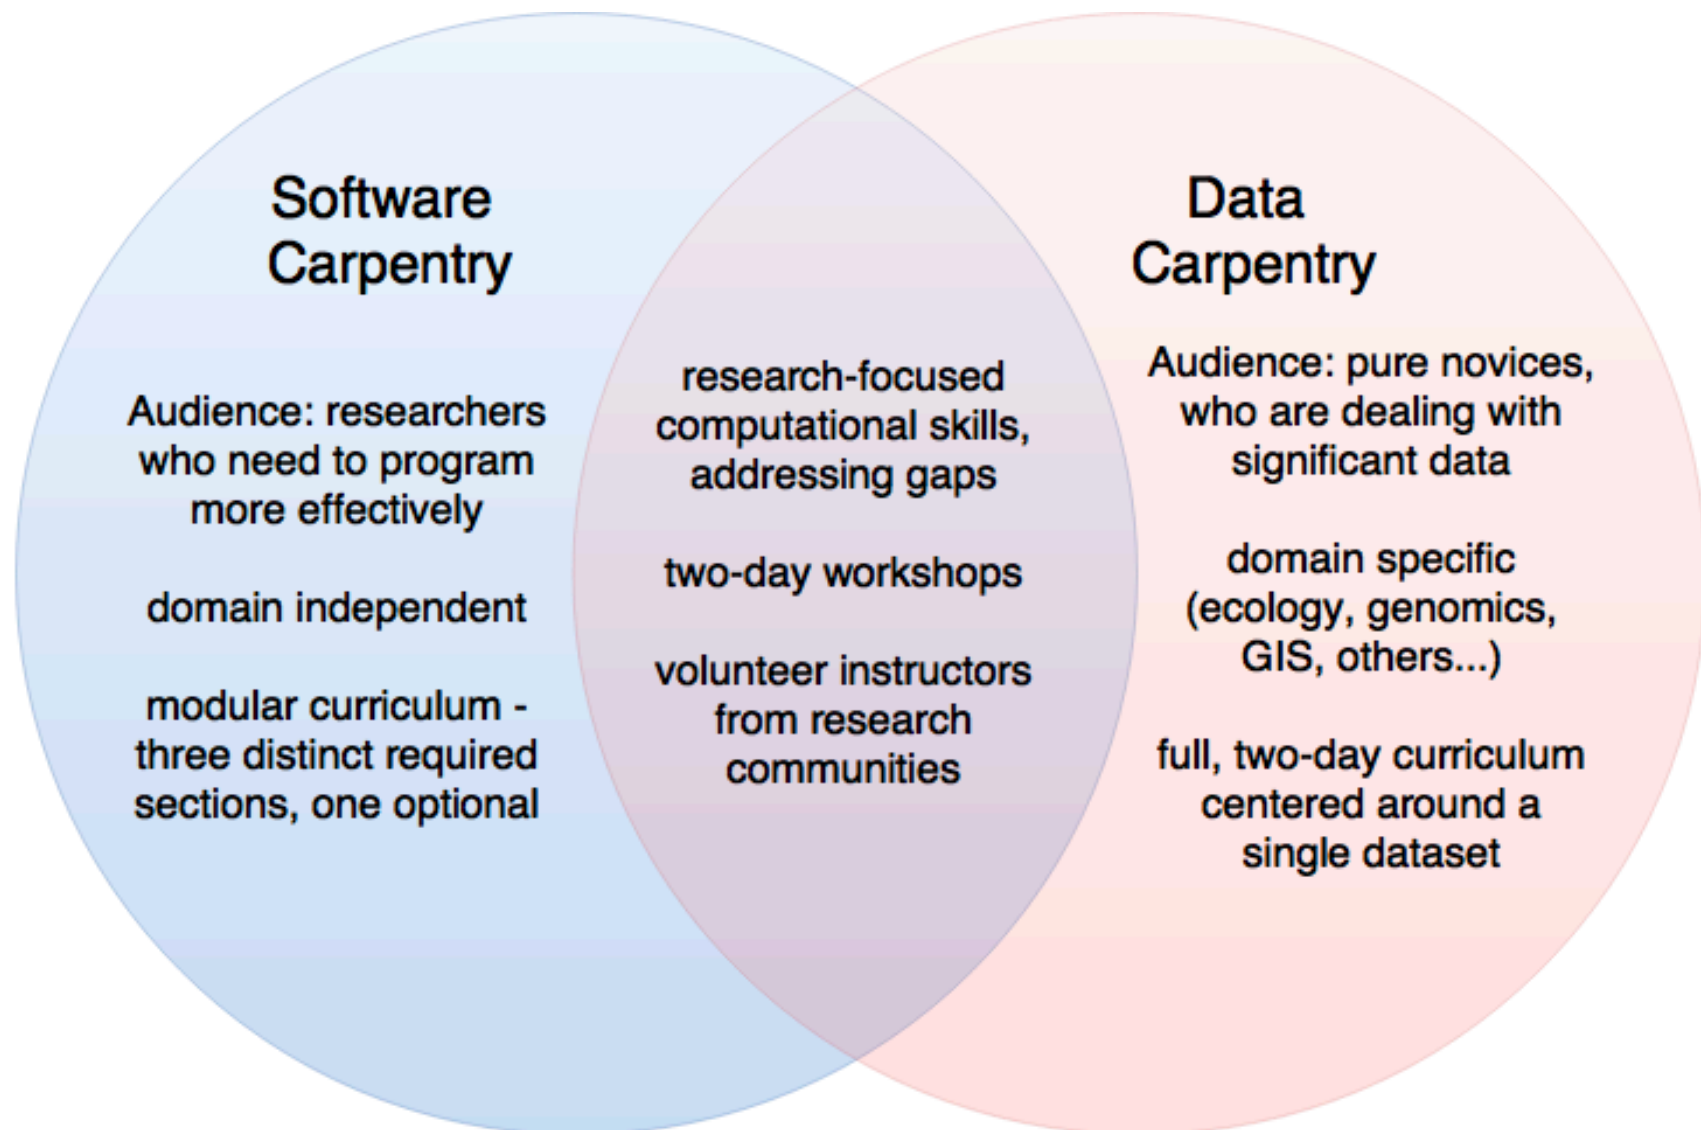 Software
Carpentry
Audience: researchers
who need to program
more effectively
domain independent
modular curriculum -
three distinct required
sections, one optional
research-focused
computational skills,
addressing gaps
two-day workshops
volunteer instructors
from research
communities
Data
Carpentry
Audience: pure novices,
who are dealing with
significant data
domain specific
(ecology, genomics,
GIS, others...)
full, two-day curriculum
centered around a
single dataset